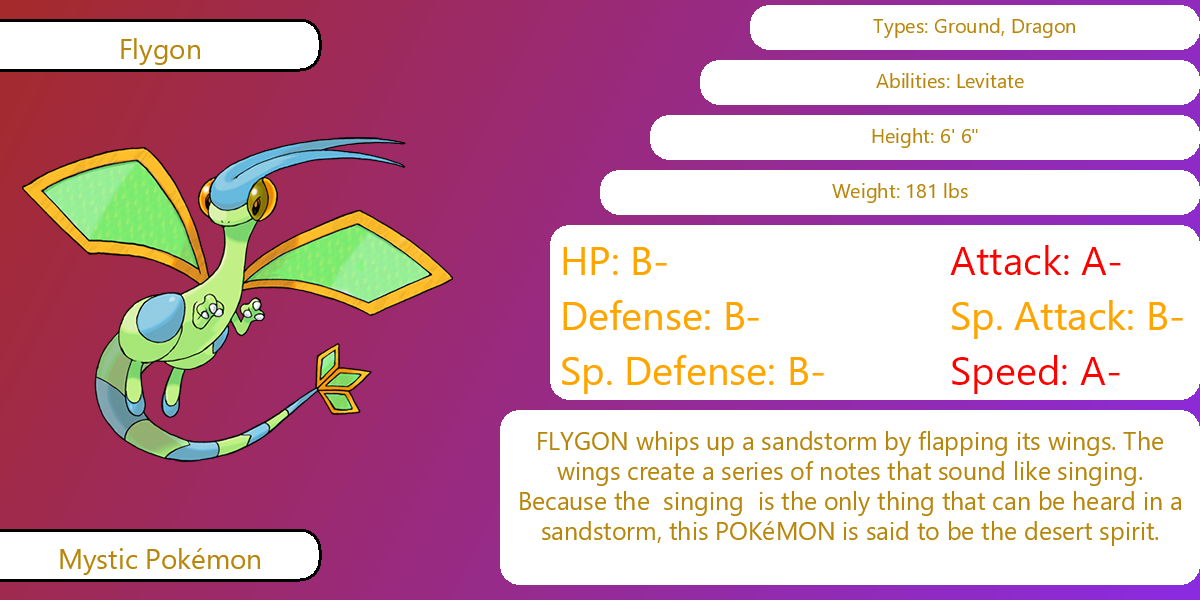 Flygon
Types: Ground, Dragon
Abilities: Levitate
Height: 6' 6"
Weight: 181 lbs
HP: B-
Attack: A-
Defense: B-
Sp. Attack: B-
Sp. Defense: B-
Speed: A-
FLYGON whips up a sandstorm by flapping its wings. The
wings create a series of notes that sound like singing.
Because the  singing  is the only thing that can be heard in a
sandstorm, this POKéMON is said to be the desert spirit.
Mystic Pokémon